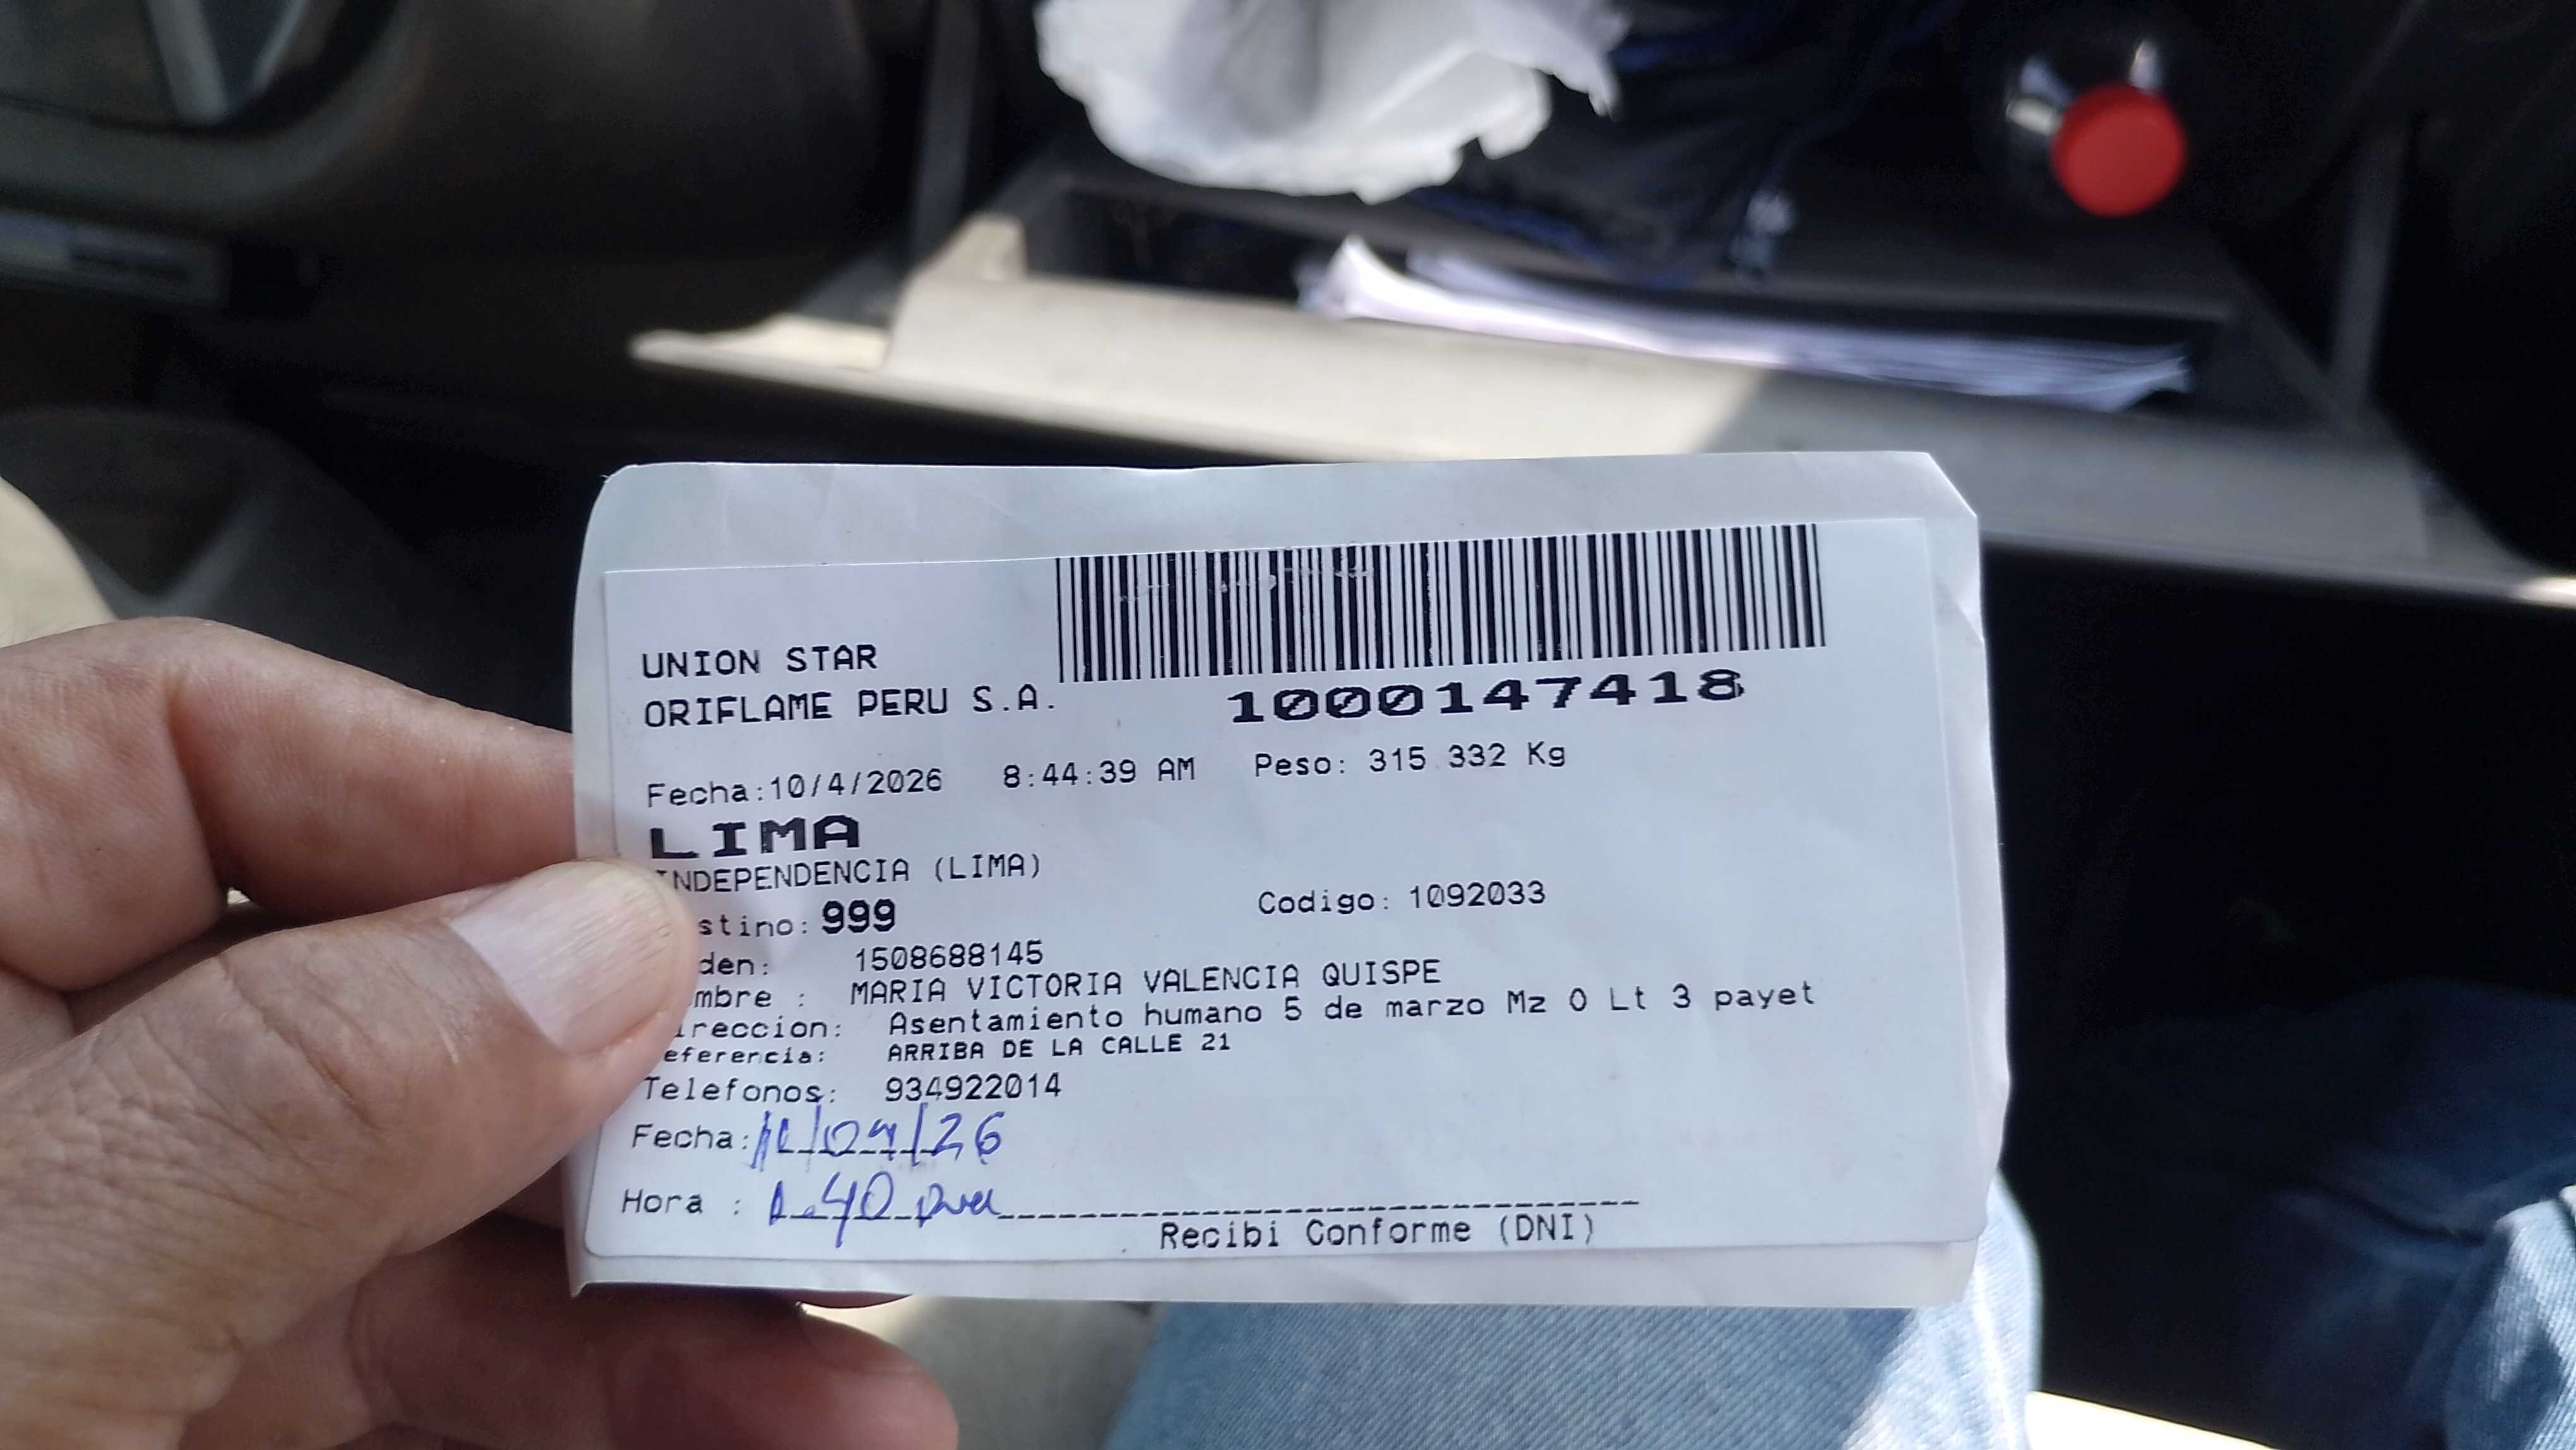 UNION STAR
ORIFLAME PERU S.A.
1000147418
Fecha:10/4/2026 8:44:39 AM Peso: 315 332 Kg
LIMA
INDEPENDENCIA (LIMA)
stino: 999 Codigo: 1092033
den: 1508688145
mbre : MARIA VICTORIA VALENCIA QUISPE
ireccion: Asentamiento humano 5 de marzo Mz O Lt 3 payet
eferencia: ARRIBA DE LA CALLE 21
Telefonos: 934922014
Fecha: /04/26
Hora :
Recibi Conforme (DNI)